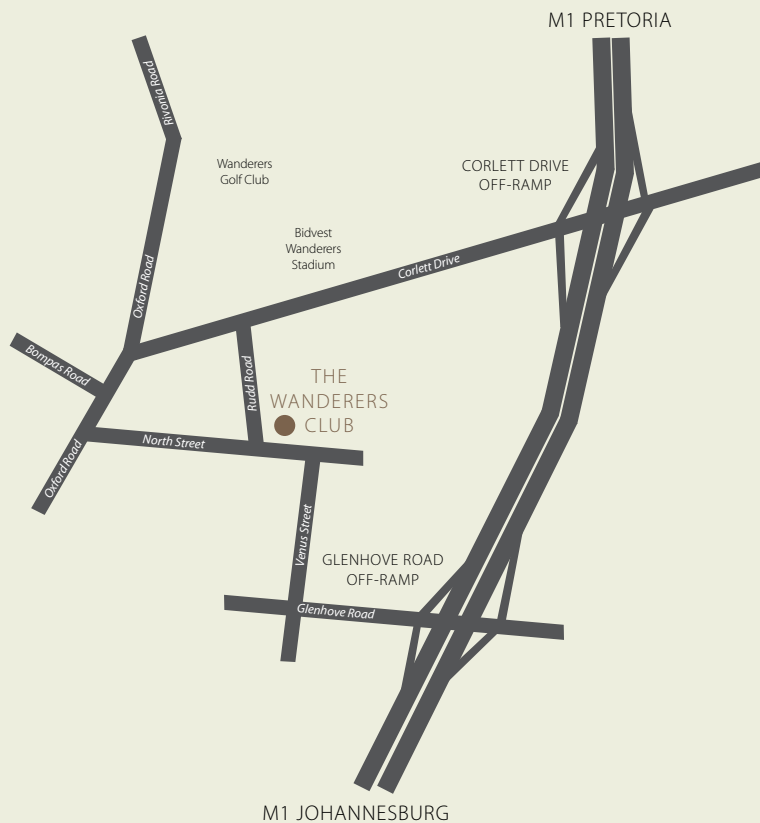 M1 PRETORIA
Rivonia Road
Wanderers
Golf Club
CORLETT DRIVE
OFF-RAMP
Bidvest
Wanderers
Stadium
Corlett Drive
Oxford Road
Bompas Road
Rudd Road
THE
WANDERERS
CLUB
North Street
Oxford Road
Venus Street
GLENHOVE ROAD
OFF-RAMP
Glenhove Road
M1 JOHANNESBURG